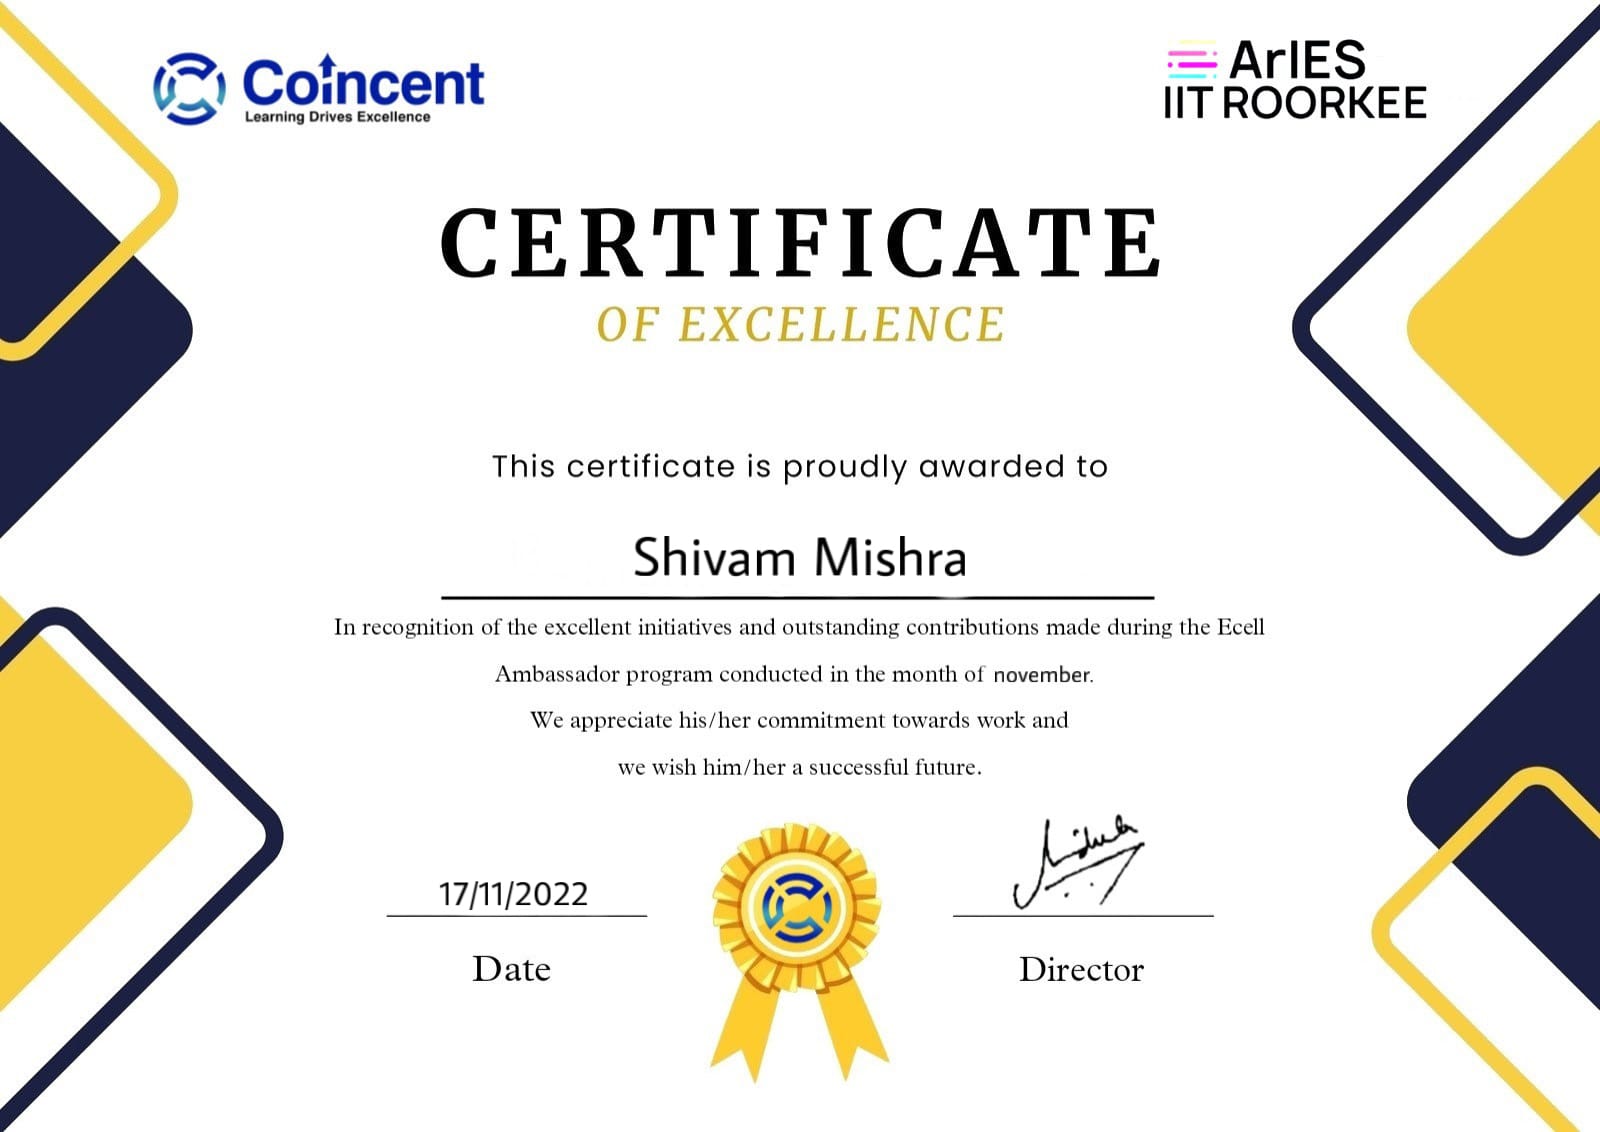 Coincent
Learning Drives Excellence
ArIES
IIT ROORKEE
CERTIFICATE
OF EXCELLENCE
This certificate is proudly awarded to
Shivam Mishra
In recognition of the excellent initiatives and outstanding contributions made during the Ecell
Ambassador program conducted in the month of november.
We appreciate his/her commitment towards work and
we wish him/her a successful future.
17/11/2022
Date
Director